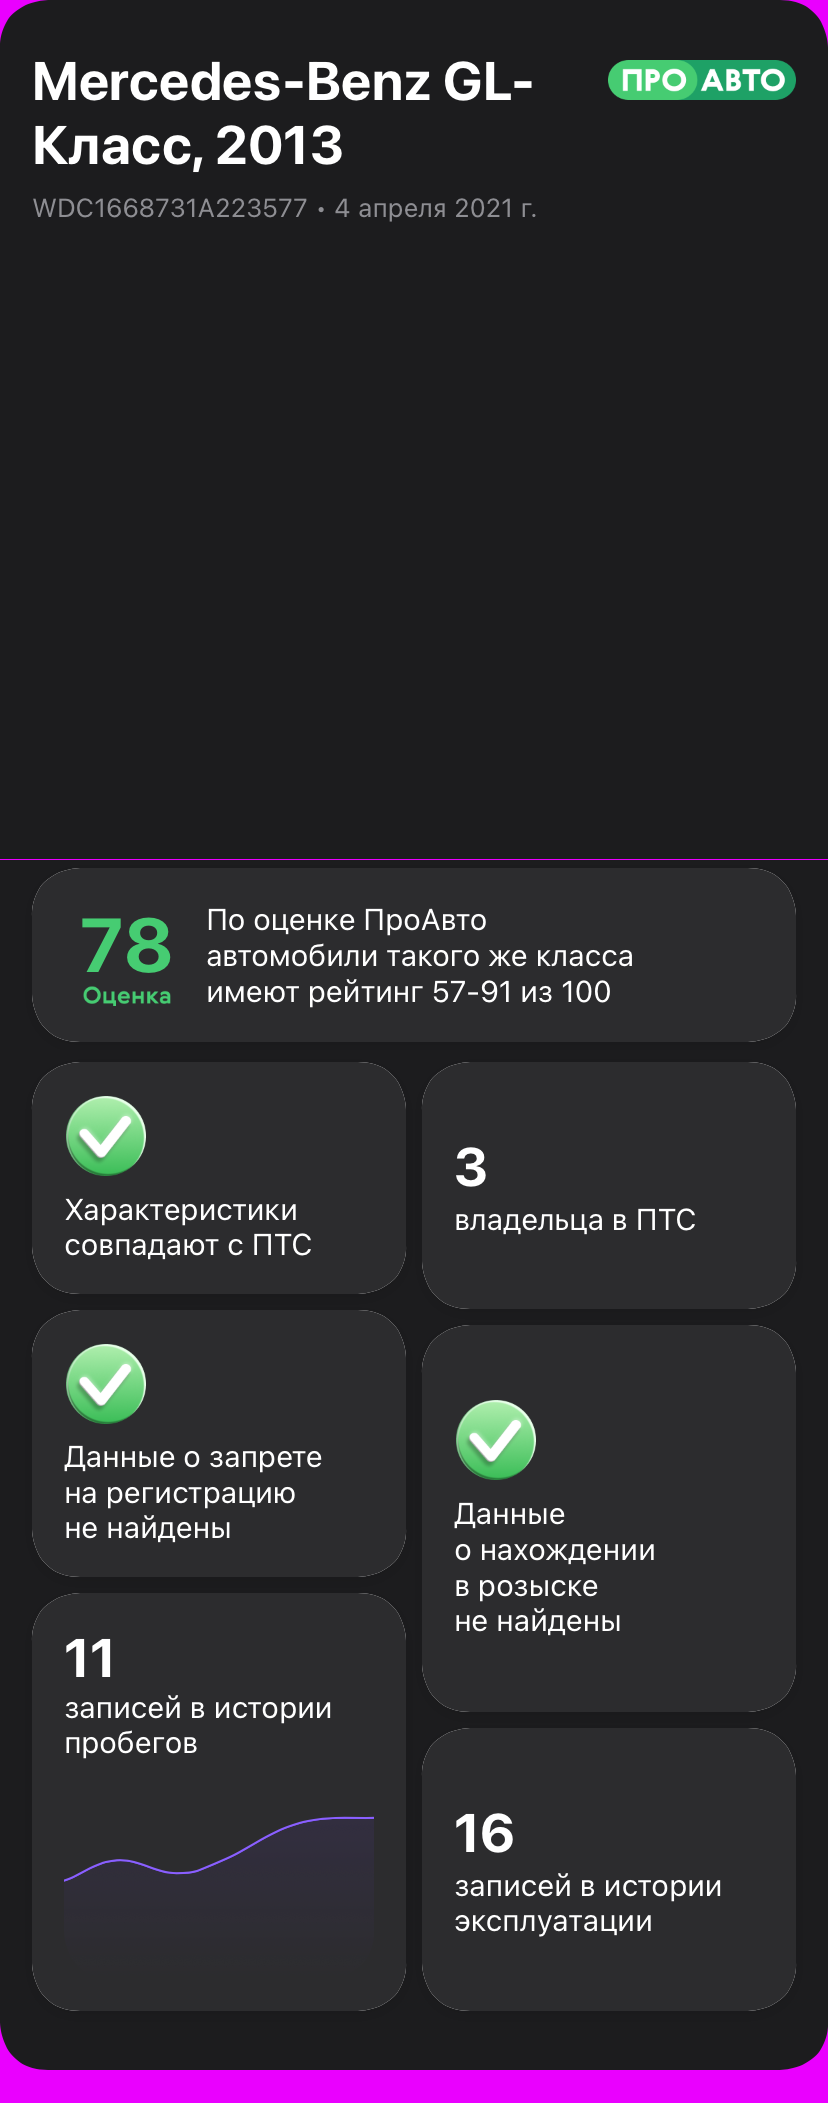 Mercedes-Benz GL-
Класс, 2013
ПРО АВТО
WDC1668731A223577 • 4 апреля 2021 г.
78
Оценка
По оценке ПроАвто
автомобили такого же класса
имеют рейтинг 57-91 из 100
Характеристики
совпадают с ПТС
3
владельца в ПТС
Данные о запрете
на регистрацию
не найдены
Данные
о нахождении
в розыске
не найдены
11
записей в истории
пробегов
16
записей в истории
эксплуатации